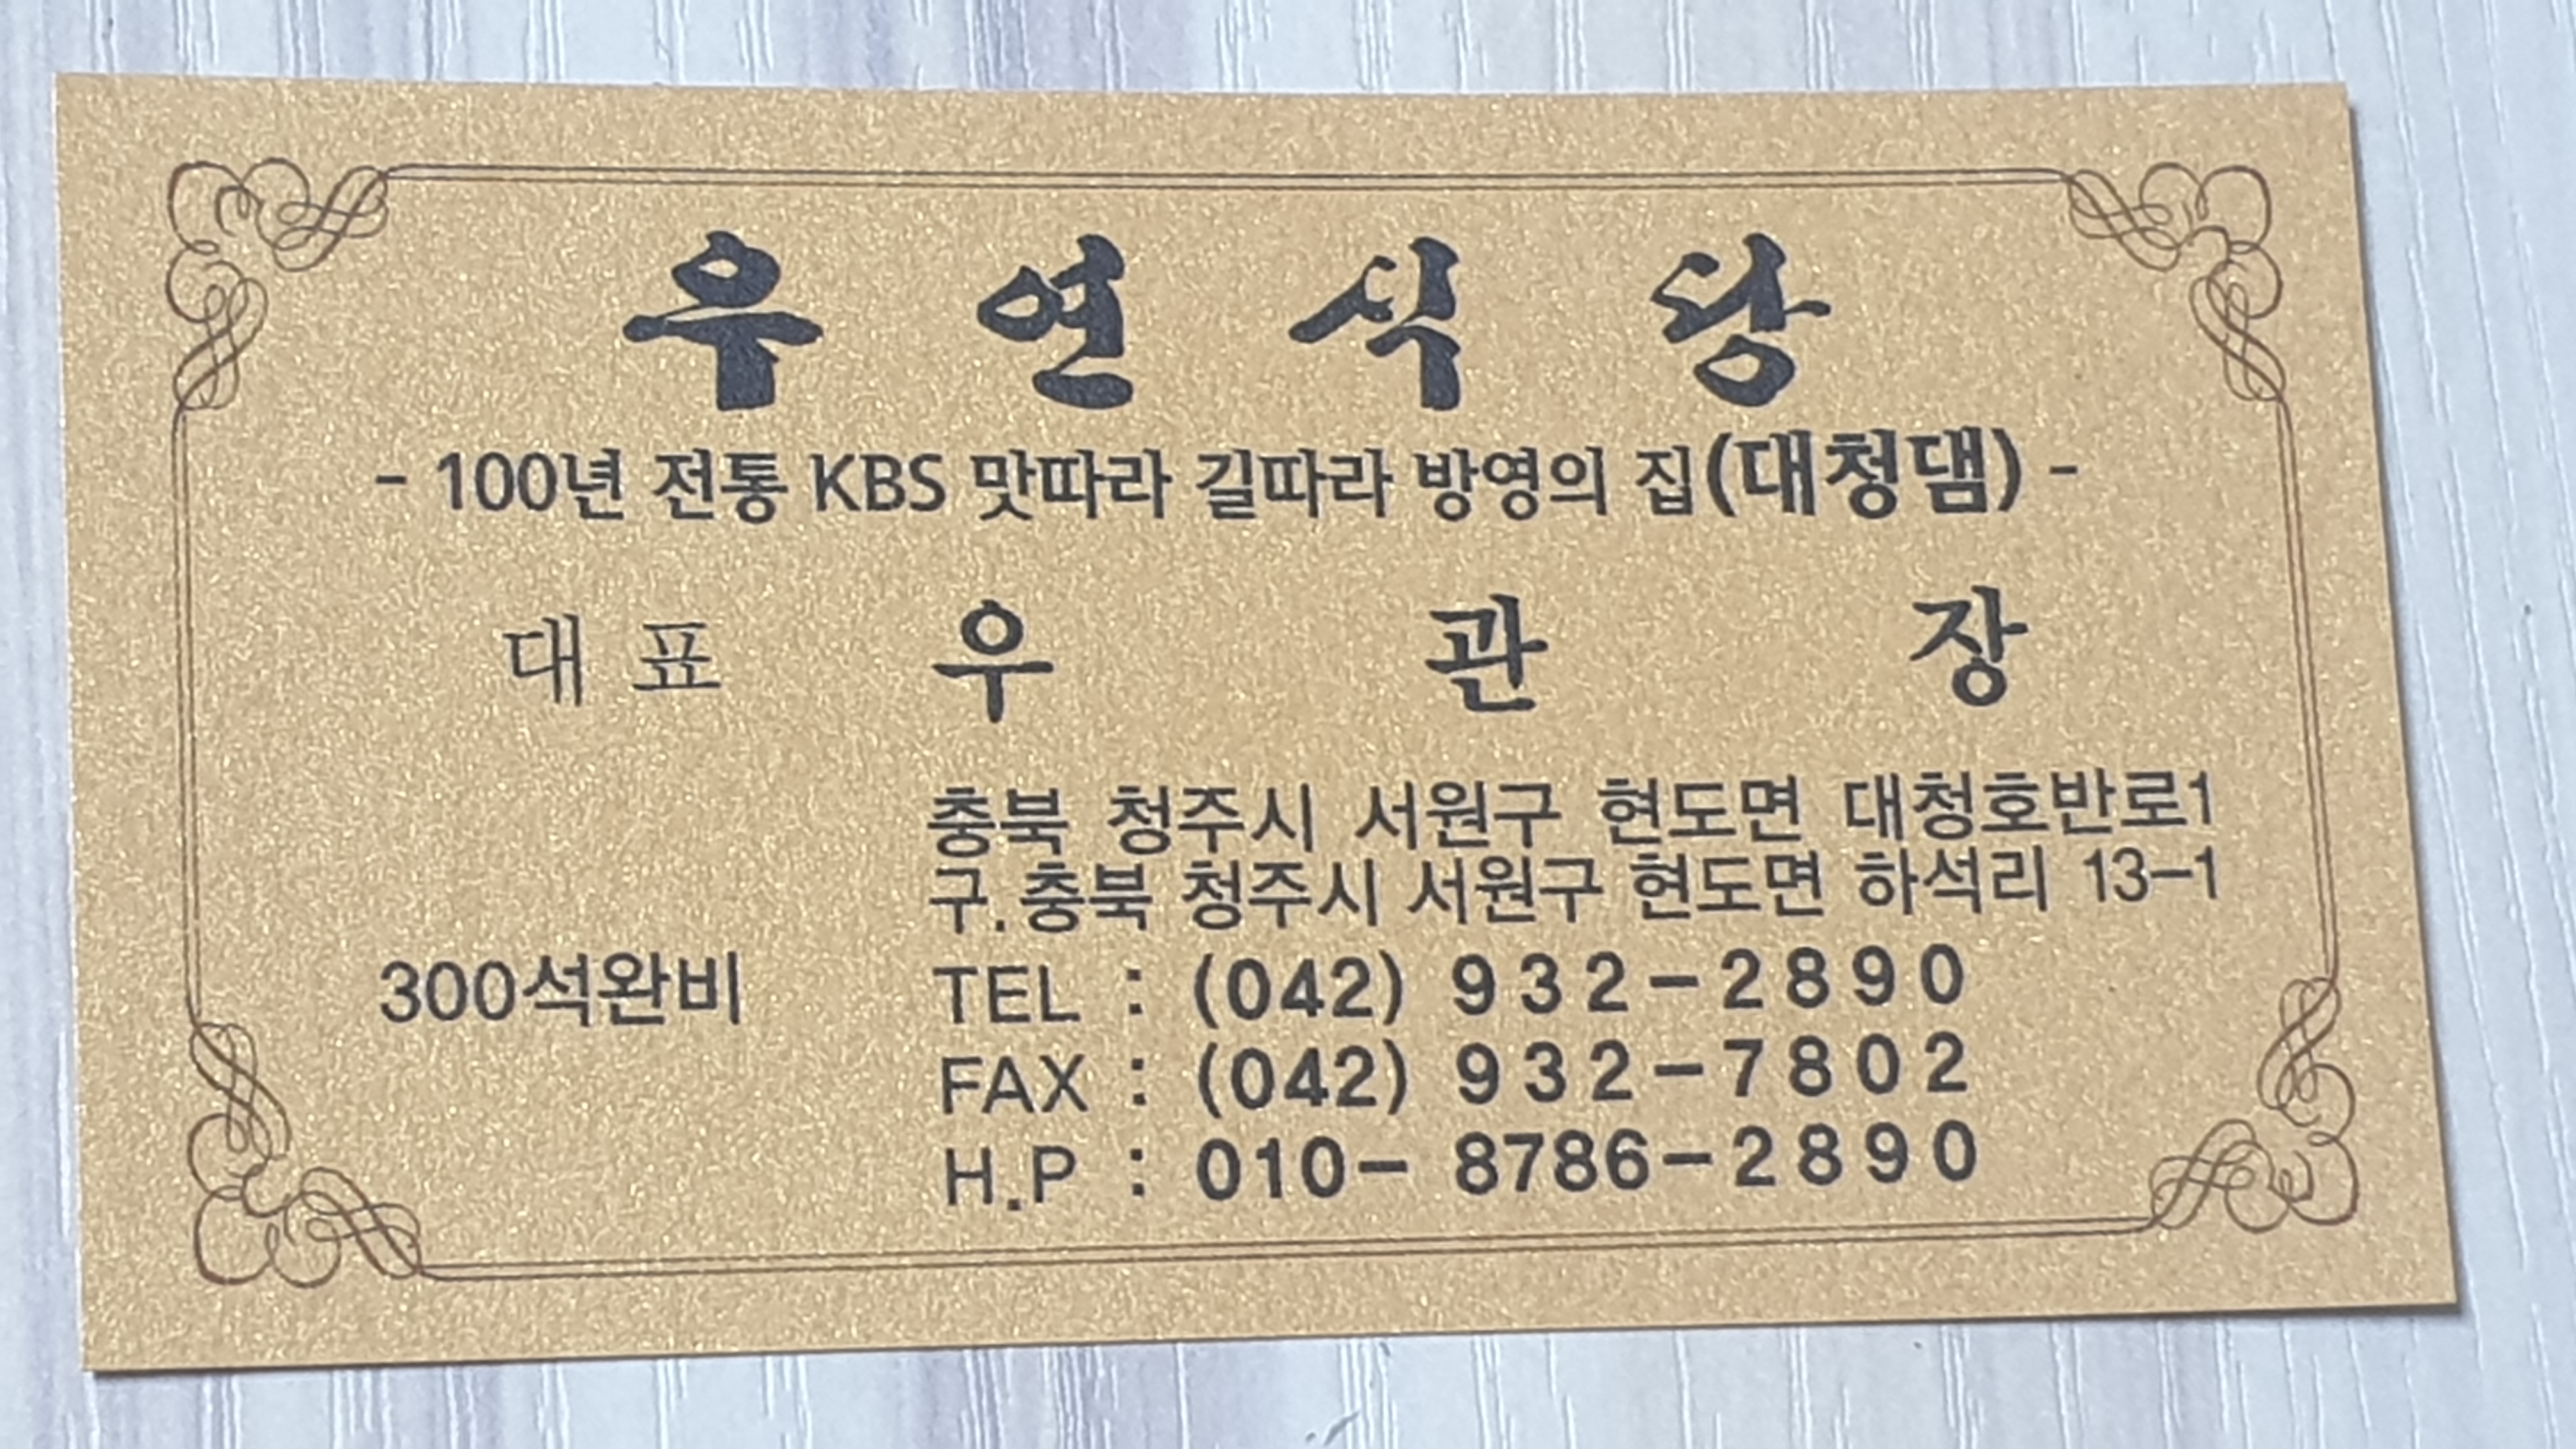 우연식당
- 100년 전통 KBS 맛따라 길따라 방영의 집(대청댐) -
대표 우관장
충북 청주시 서원구 현도면 대청호반로1
구.충북 청주시 서원구 현도면 하석리 13-1
300석완비 TEL : (042) 932-2890
FAX : (042) 932-7802
H.P : 010- 8786-2890